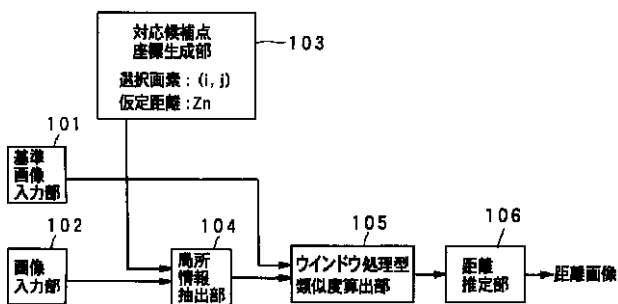 対応候補点
座標生成部
選択画素：(i, j)
仮定距離：Zn
103
101
基準
画像
入力部
102
画像
入力部
104
局所
情報
抽出部
105
ウインドウ処理型
類似度算出部
106
距離
推定部
距離画像